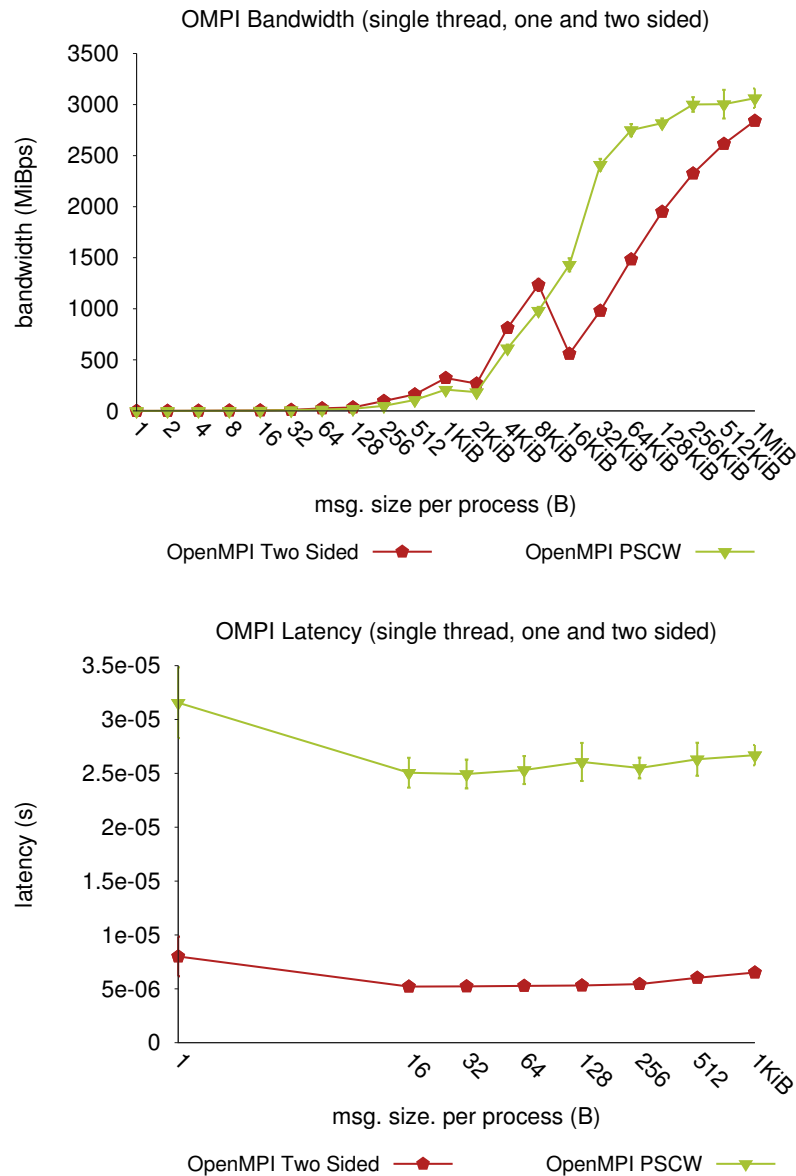 OMPI Bandwidth (single thread, one and two sided)
3500
3000
2500
2000
1500
1000
500
0
bandwidth (MiBps)
1 2 4 8 16 32 64 128 256 512 1KiB 2KiB 4KiB 8KiB 16KiB 32KiB 64KiB 128KiB 256KiB 512KiB 1MiB
msg. size per process (B)
OpenMPI Two Sided OpenMPI PSCW
OMPI Latency (single thread, one and two sided)
3.5e-05
3e-05
2.5e-05
2e-05
1.5e-05
1e-05
5e-06
0
latency (s)
1 16 32 64 128 256 512 1KiB
msg. size. per process (B)
OpenMPI Two Sided OpenMPI PSCW